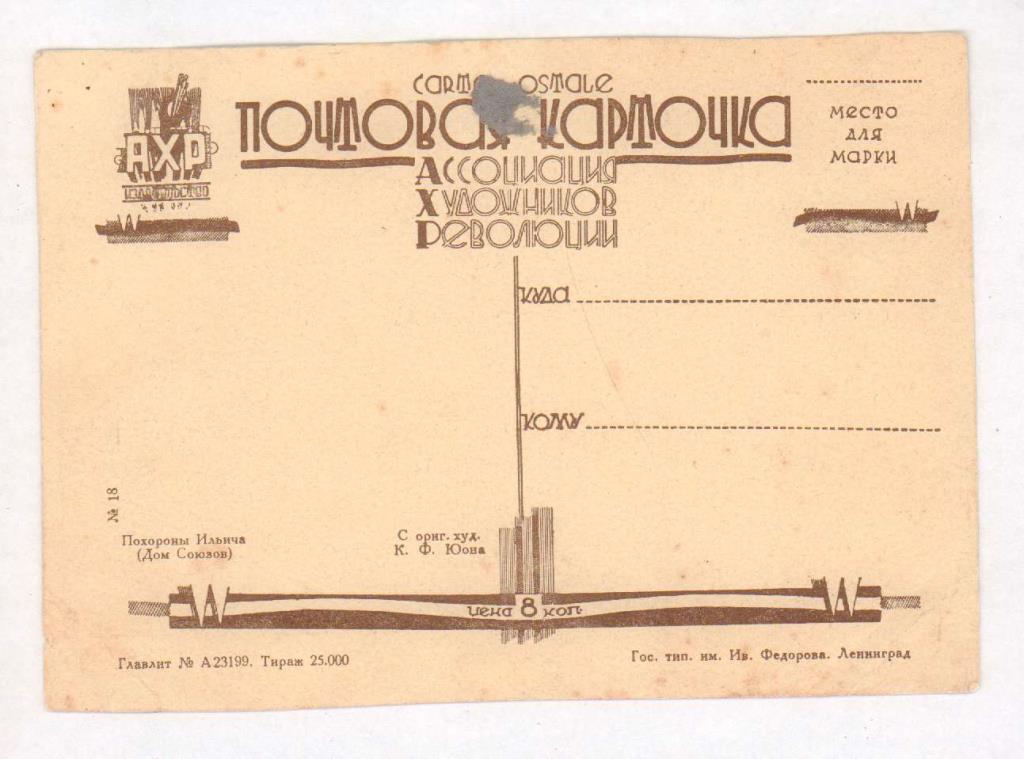 CARTE POSTALE
ПОЧТОВАЯ КАРТОЧКА
АССОЦИАЦИЯ
ХУДОЖНИКОВ
РЕВОЛЮЦИИ
АХР
ИЗДАТЕЛЬСТВО
МЕСТО
ДЛЯ
МАРКИ
КУДА
КОМУ
№ 18
Похороны Ильича
(Дом Союзов)
С ориг. худ.
К. Ф. Юона
цена 8 коп.
Главлит № А23199. Тираж 25.000
Гос. тип. им. Ив. Федорова. Ленинград